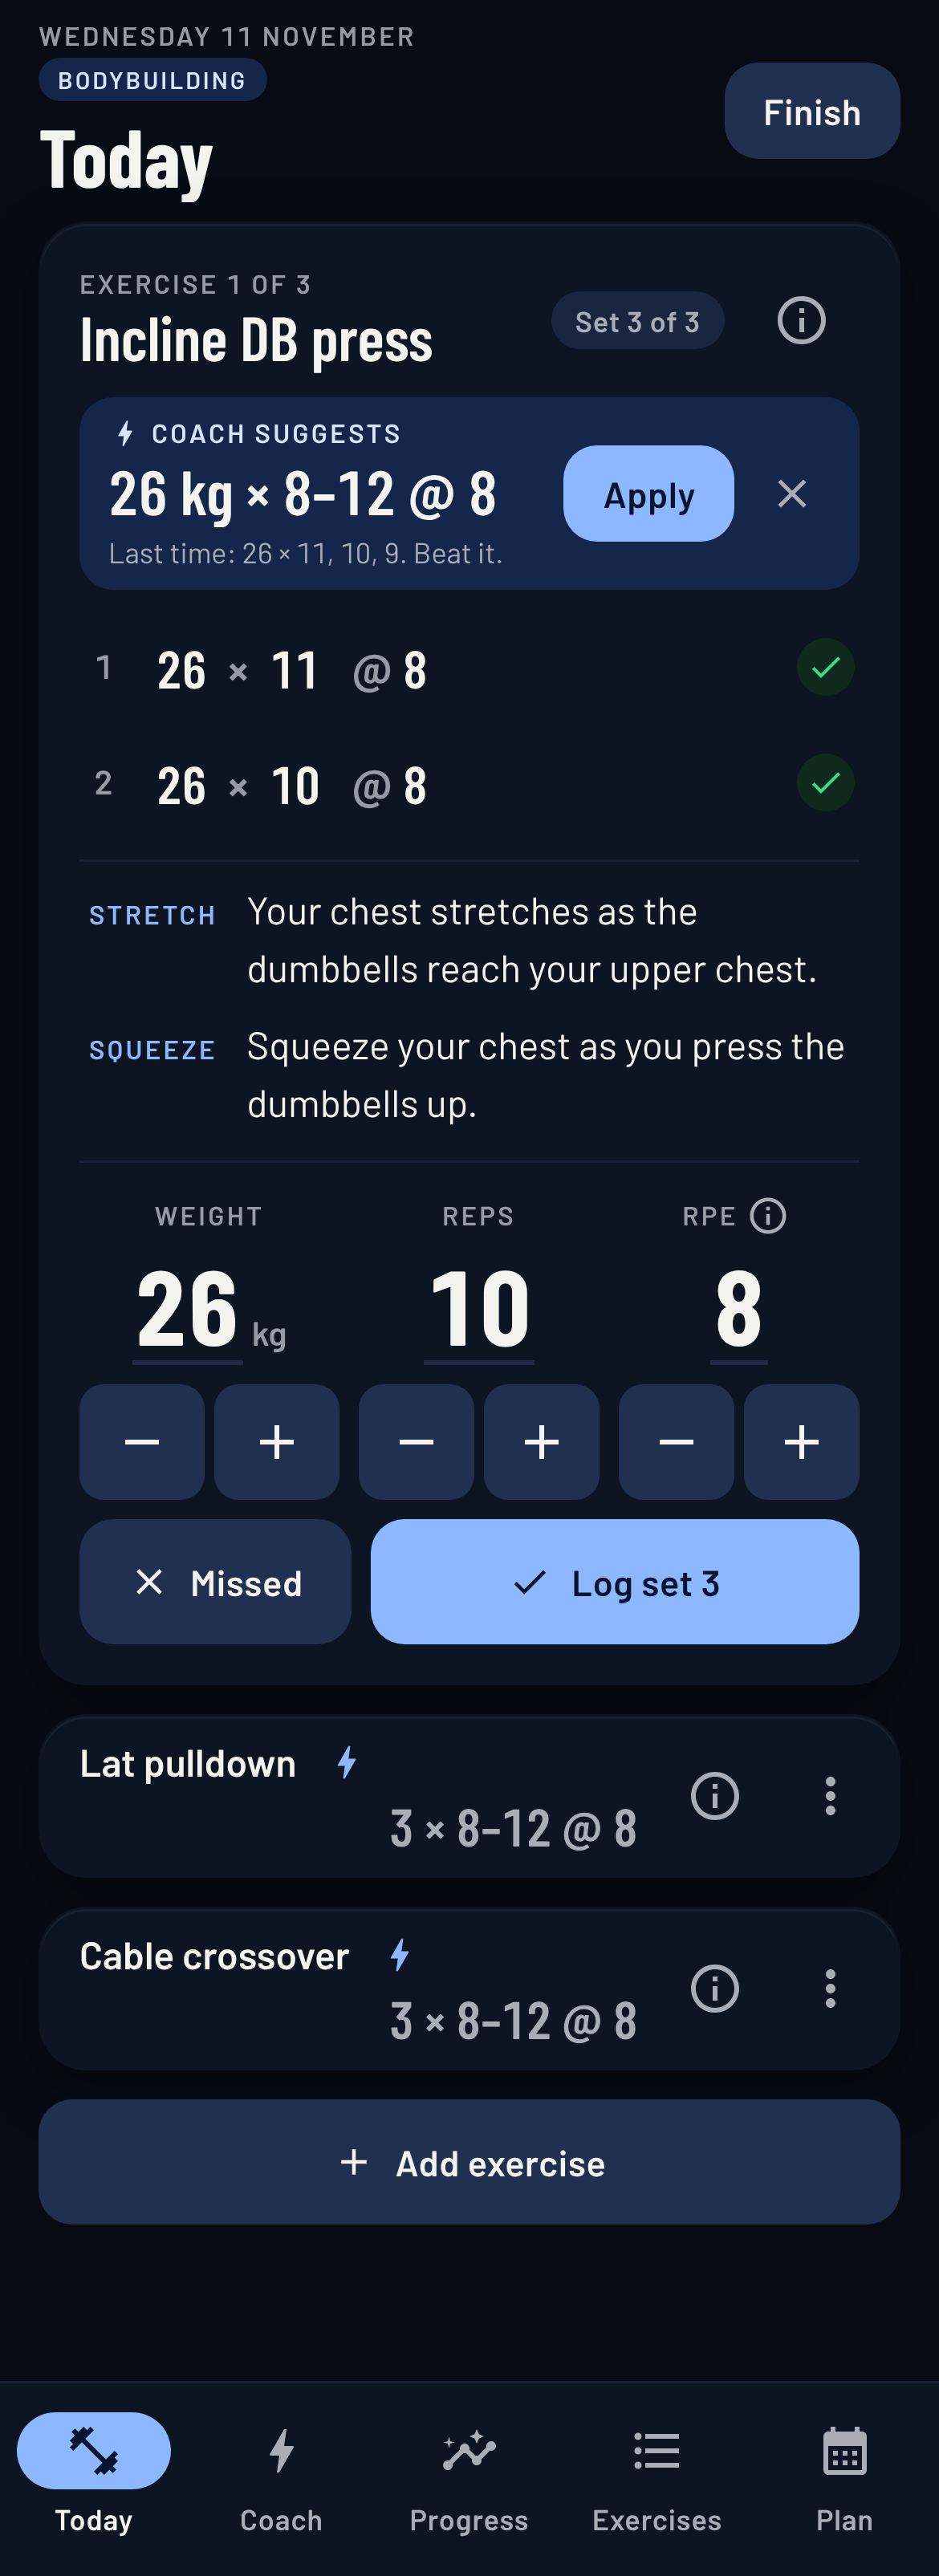 WEDNESDAY 11 NOVEMBER
BODYBUILDING
Today
Finish
EXERCISE 1 OF 3
Incline DB press
Set 3 of 3
COACH SUGGESTS
26 kg × 8–12 @ 8
Last time: 26 × 11, 10, 9. Beat it.
Apply
1 26 × 11 @ 8
2 26 × 10 @ 8
STRETCH Your chest stretches as the
dumbbells reach your upper chest.
SQUEEZE Squeeze your chest as you press the
dumbbells up.
WEIGHT REPS RPE
26 kg 10 8
Missed
Log set 3
Lat pulldown
3 × 8–12 @ 8
Cable crossover
3 × 8–12 @ 8
Add exercise
Today Coach Progress Exercises Plan